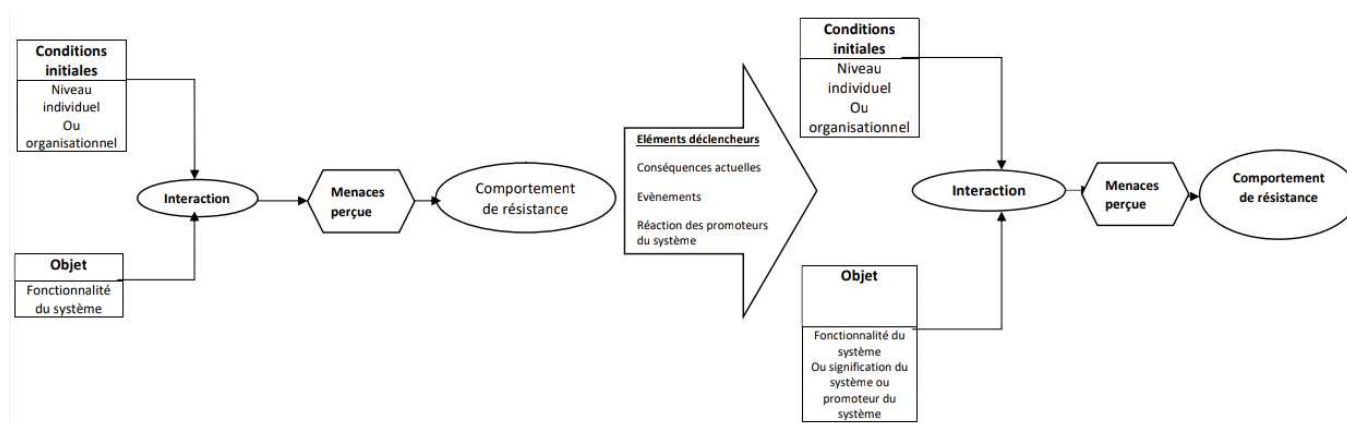 Conditions
initiales
Niveau
individuel
Ou
organisationnel
Interaction
Menaces
perçue
Comportement
de résistance
Objet
Fonctionnalité
du système
Eléments déclencheurs
Conséquences actuelles
Evènements
Réaction des promoteurs
du système
Conditions
initiales
Niveau
individuel
Ou
organisationnel
Interaction
Menaces
perçue
Comportement
de résistance
Objet
Fonctionnalité du
système
Ou signification du
système ou
promoteur du
système